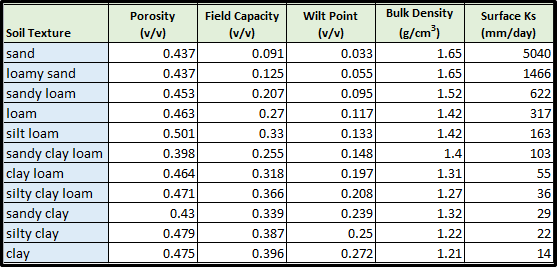 Soil Texture Porosity (v/v) Field Capacity (v/v) Wilt Point (v/v) Bulk Density (g/cm³) Surface Ks (mm/day)
sand 0.437 0.091 0.033 1.65 5040
loamy sand 0.437 0.125 0.055 1.65 1466
sandy loam 0.453 0.207 0.095 1.52 622
loam 0.463 0.27 0.117 1.42 317
silt loam 0.501 0.33 0.133 1.42 163
sandy clay loam 0.398 0.255 0.148 1.4 103
clay loam 0.464 0.318 0.197 1.31 55
silty clay loam 0.471 0.366 0.208 1.27 36
sandy clay 0.43 0.339 0.239 1.32 29
silty clay 0.479 0.387 0.25 1.22 22
clay 0.475 0.396 0.272 1.21 14